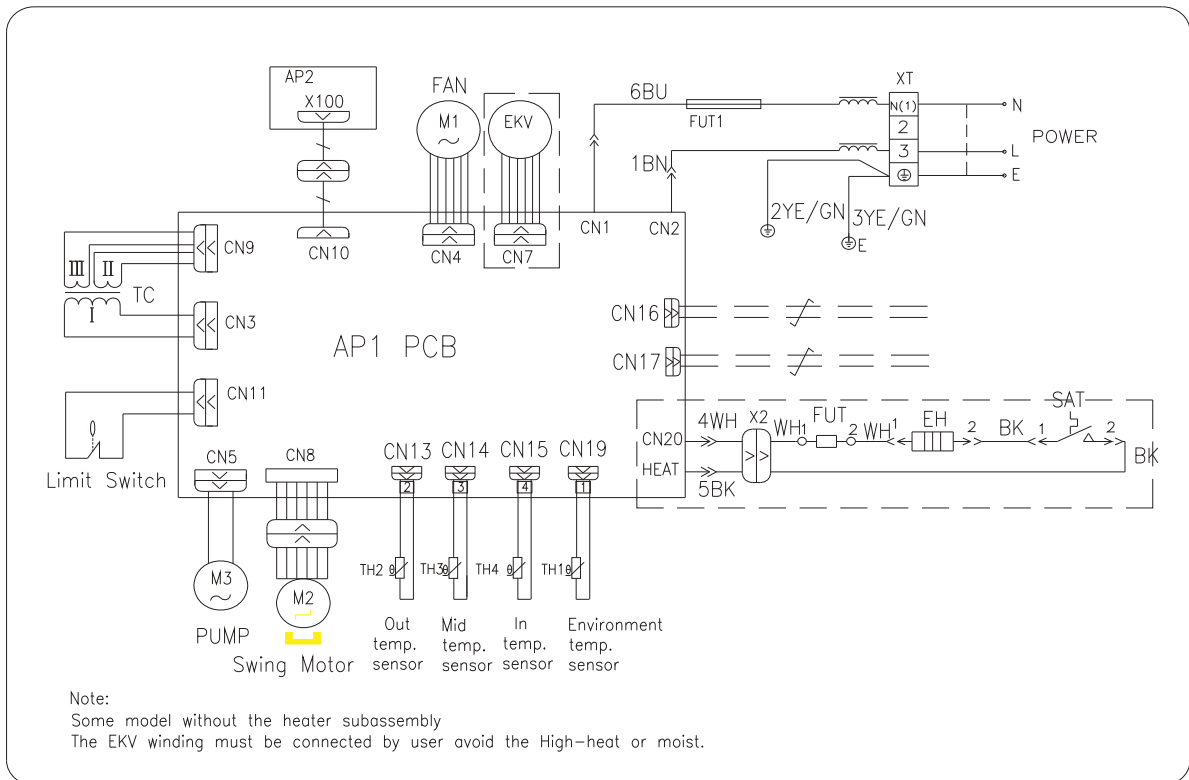 AP2
X100
FAN
M1
EKV
6BU
FUT1
XT
N(1)
2
3
N
L
E
POWER
1BN
2YE/GN
3YE/GN
E
CN9
CN10
CN4
CN7
CN1
CN2
III
II
I
TC
CN3
AP1 PCB
CN16
CN17
CN11
Limit Switch
CN5
CN8
CN13
CN14
CN15
CN19
2
3
4
1
CN20
4WH
X2
WH
1
FUT
2
WH
1
EH
2
BK
1
SAT
2
BK
HEAT
5BK
M3
PUMP
M2
Swing Motor
TH2
θ
TH3
θ
TH4
θ
TH1
θ
Out
temp.
sensor
Mid
temp.
sensor
In
temp.
sensor
Environment
temp.
sensor
Note:
Some model without the heater subassembly
The EKV winding must be connected by user avoid the High-heat or moist.